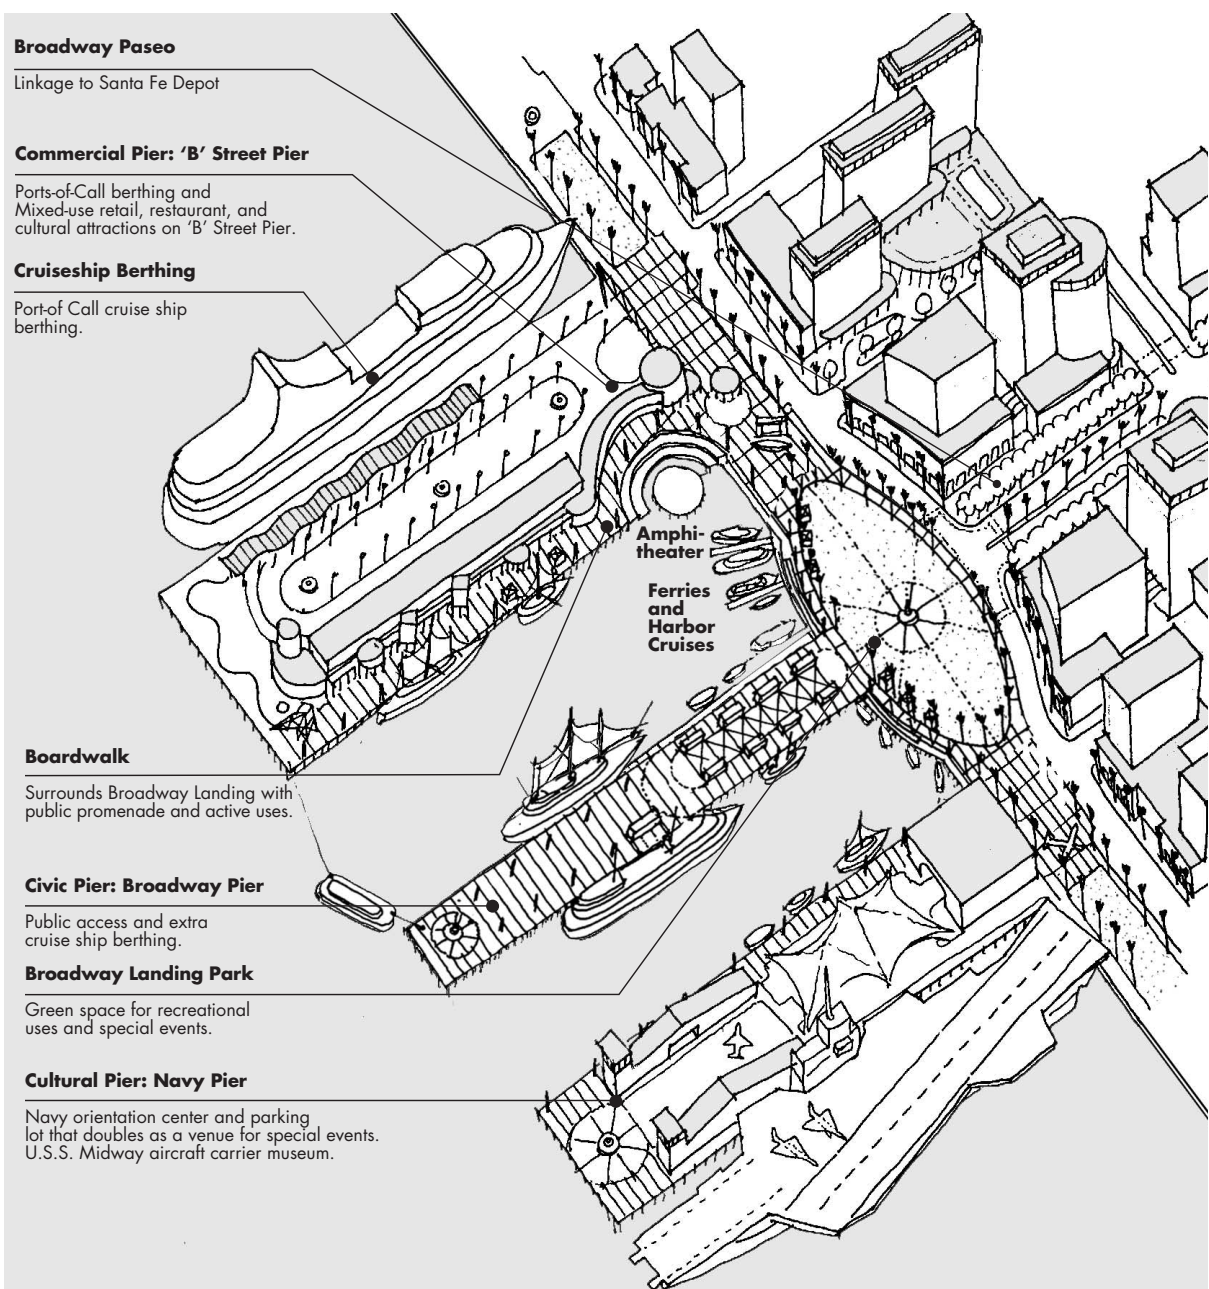 Broadway Paseo
Linkage to Santa Fe Depot
Commercial Pier: ‘B’ Street Pier
Ports-of-Call berthing and
Mixed-use retail, restaurant, and
cultural attractions on ‘B’ Street Pier.
Cruiseship Berthing
Port-of Call cruise ship
berthing.
Amphi-
theater
Ferries
and
Harbor
Cruises
Boardwalk
Surrounds Broadway Landing with
public promenade and active uses.
Civic Pier: Broadway Pier
Public access and extra
cruise ship berthing.
Broadway Landing Park
Green space for recreational
uses and special events.
Cultural Pier: Navy Pier
Navy orientation center and parking
lot that doubles as a venue for special events.
U.S.S. Midway aircraft carrier museum.